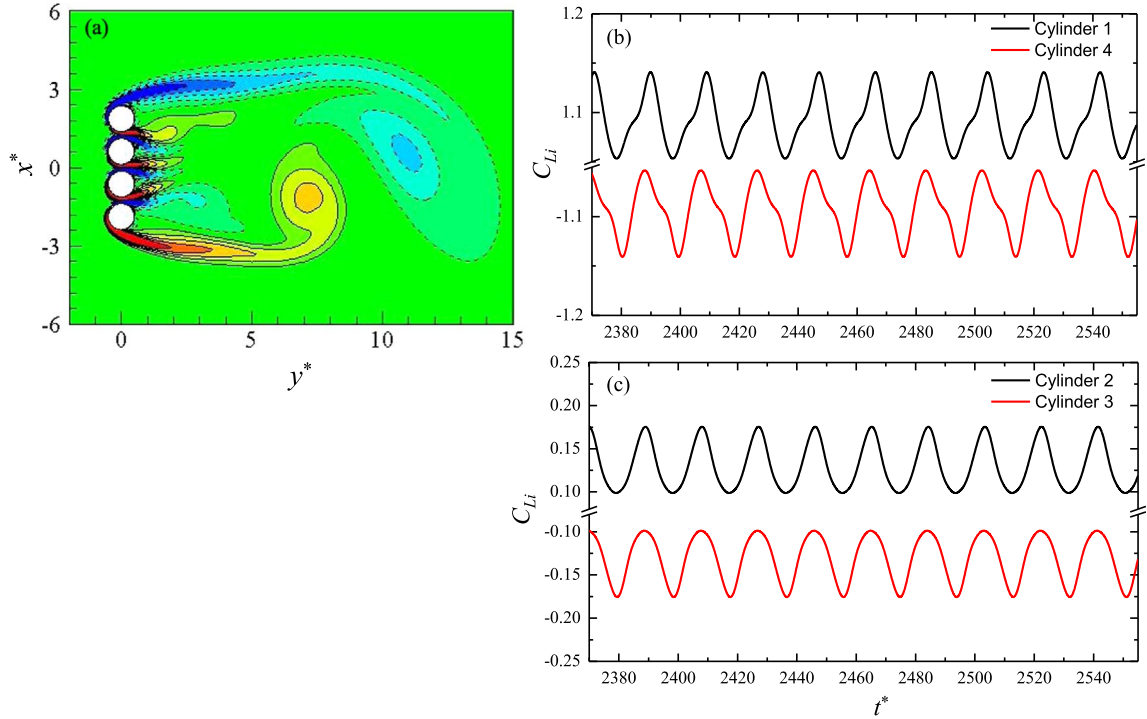 (a)
6
3
0
-3
-6
x*
0
5
10
15
y*
(b)
Cylinder 1
Cylinder 4
1.2
1.1
-1.1
-1.2
C_Li
2380 2400 2420 2440 2460 2480 2500 2520 2540
(c)
Cylinder 2
Cylinder 3
0.25
0.20
0.15
0.10
-0.10
-0.15
-0.20
-0.25
C_Li
2380 2400 2420 2440 2460 2480 2500 2520 2540
t*